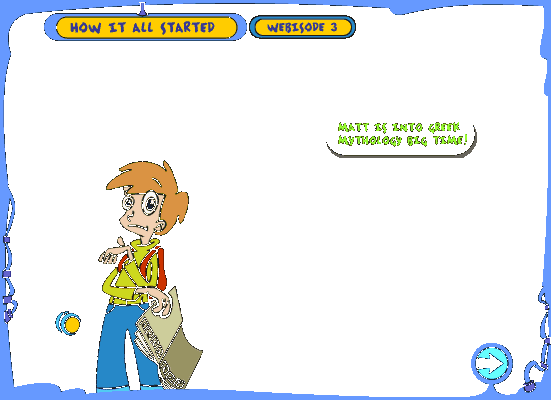 HOW IT ALL STARTED
WEBISODE 3
MATT IS INTO GREEK
MYTHOLOGY BIG TIME!